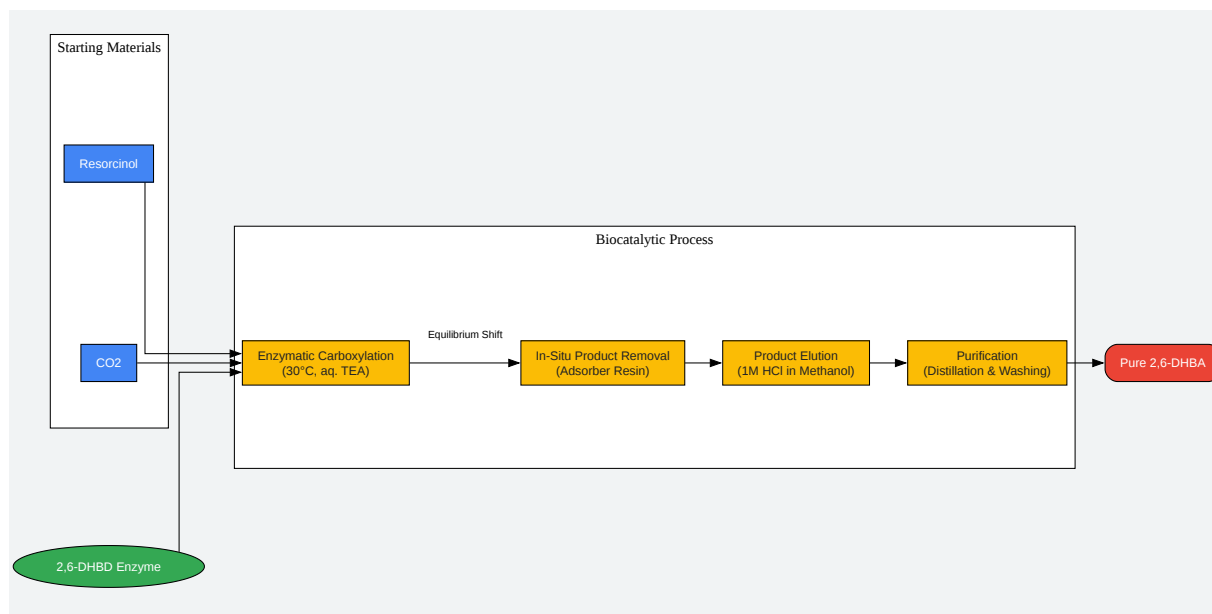 Starting Materials
Resorcinol
CO2
2,6-DHBD Enzyme
Biocatalytic Process
Enzymatic Carboxylation
(30°C, aq. TEA)
Equilibrium Shift
In-Situ Product Removal
(Adsorber Resin)
Product Elution
(1M HCl in Methanol)
Purification
(Distillation & Washing)
Pure 2,6-DHBA